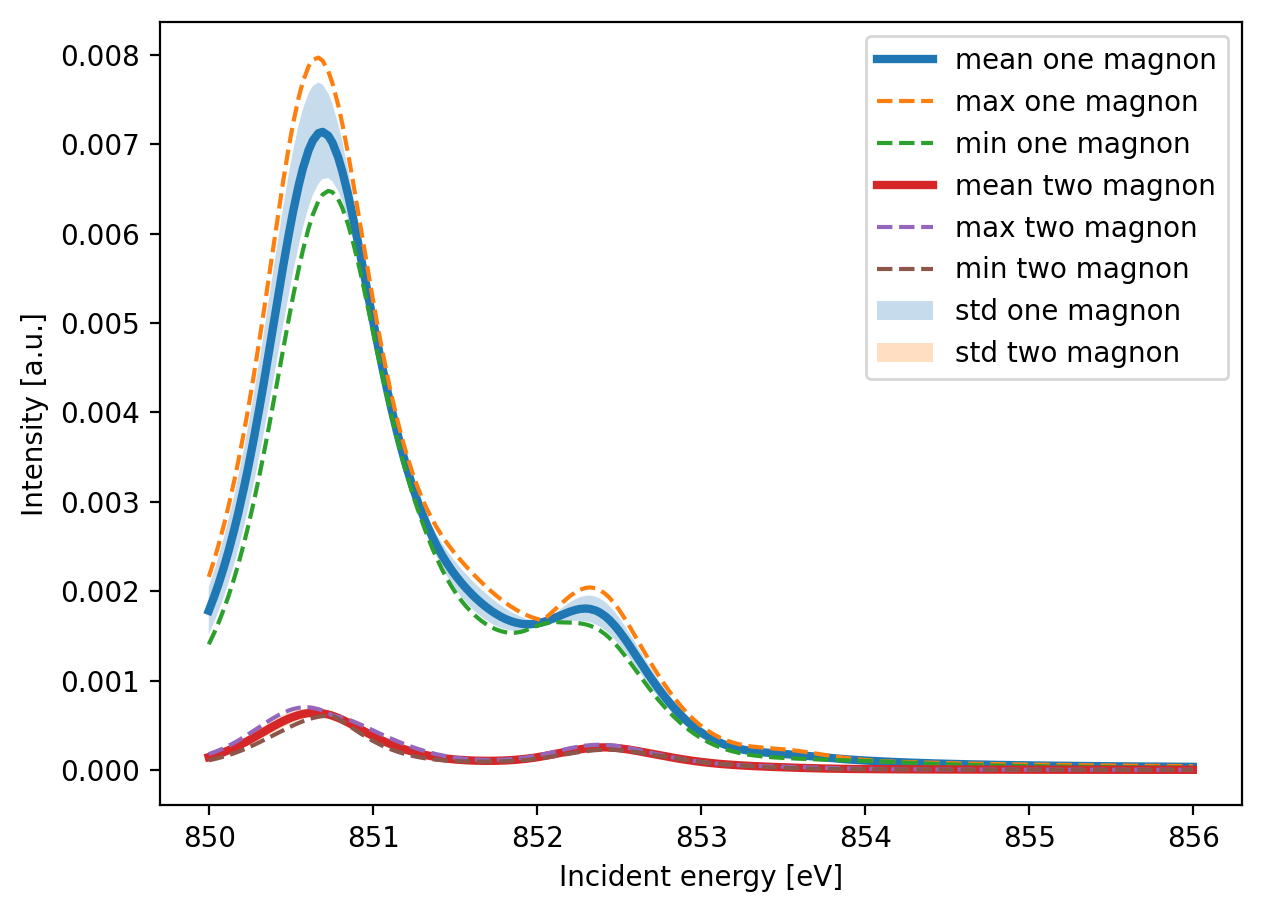 0.008
0.007
0.006
0.005
0.004
0.003
0.002
0.001
0.000
Intensity [a.u.]
850
851
852
853
854
855
856
Incident energy [eV]
mean one magnon
max one magnon
min one magnon
mean two magnon
max two magnon
min two magnon
std one magnon
std two magnon